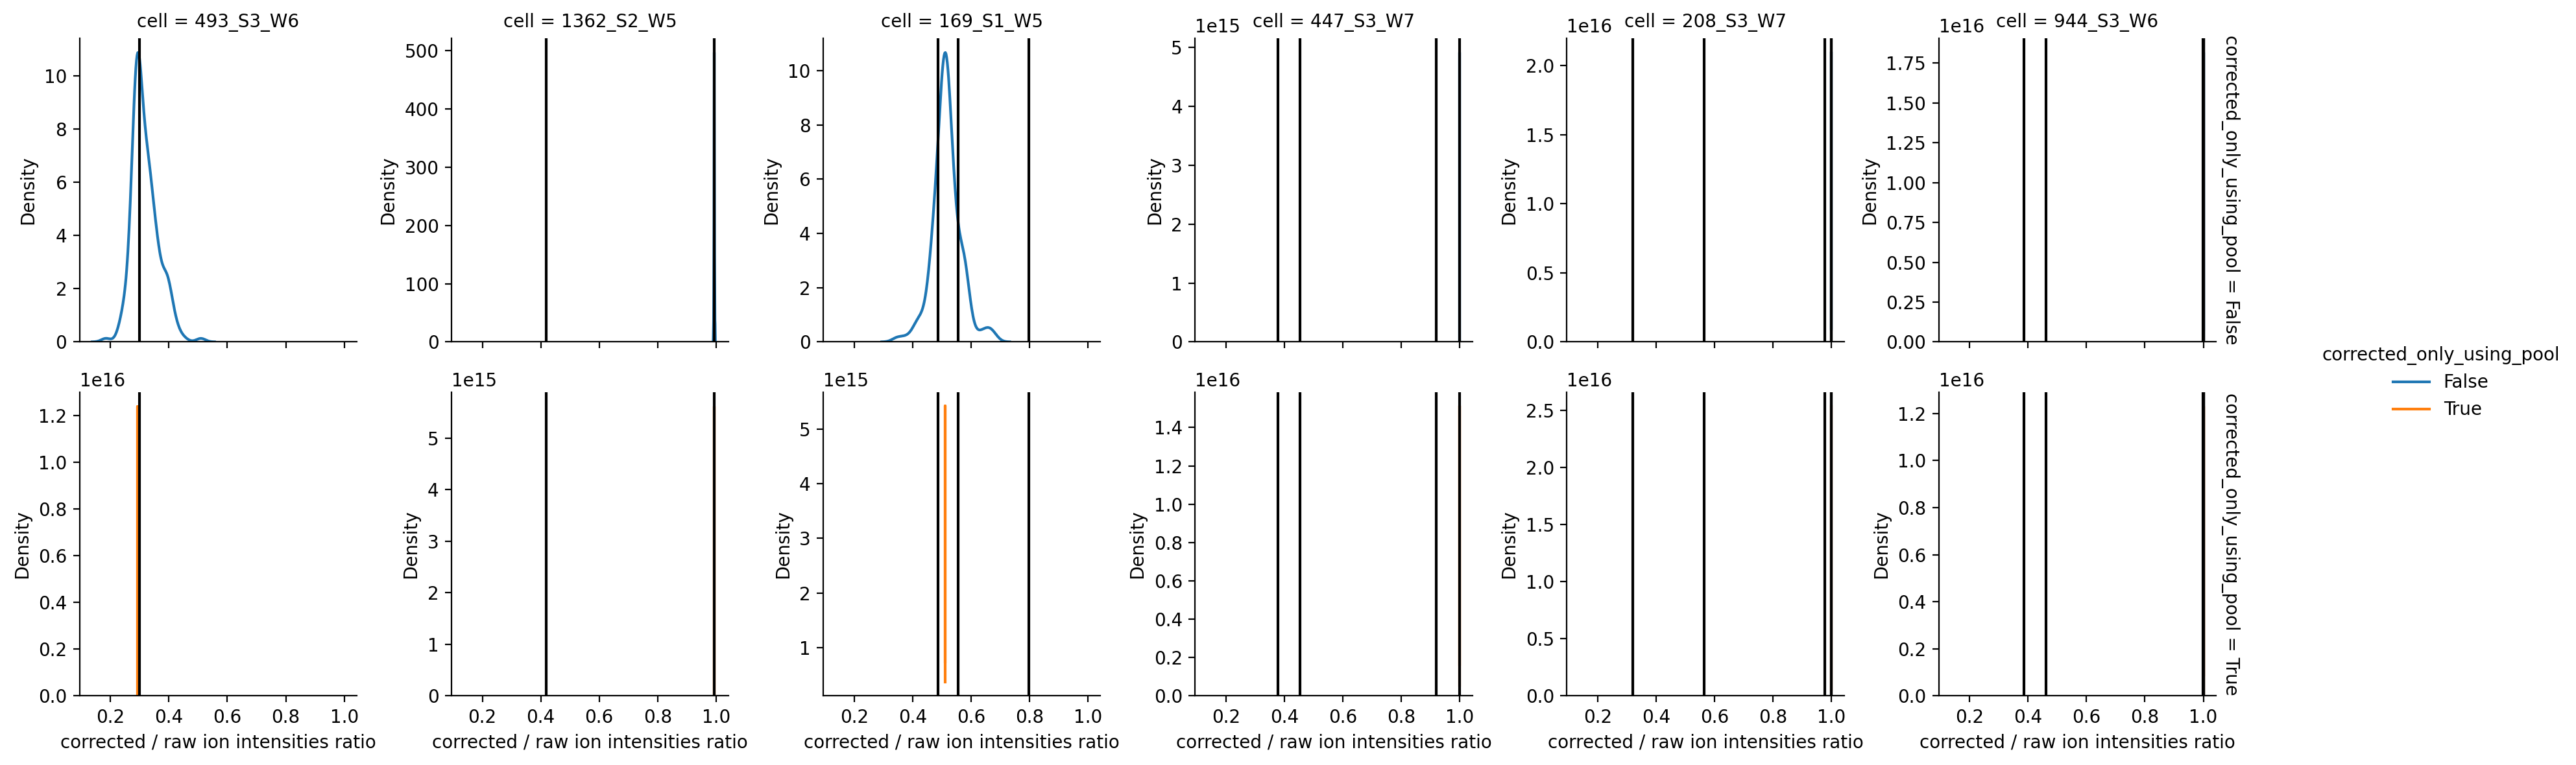 cell = 493_S3_W6
cell = 1362_S2_W5
cell = 169_S1_W5
1e15
cell = 447_S3_W7
1e16
cell = 208_S3_W7
1e16
cell = 944_S3_W6
Density
10
8
6
4
2
0
Density
500
400
300
200
100
0
0.2
0.4
0.6
0.8
1.0
Density
10
8
6
4
2
0
Density
5
4
3
2
1
0
Density
2.0
1.5
1.0
0.5
0.0
Density
1.75
1.50
1.25
1.00
0.75
0.50
0.25
0.00
corrected_only_using_pool = False
1e16
Density
1.2
1.0
0.8
0.6
0.4
0.2
0.0
0.2 0.4 0.6 0.8 1.0
corrected / raw ion intensities ratio
1e15
Density
5
4
3
2
1
0
0.2 0.4 0.6 0.8 1.0
corrected / raw ion intensities ratio
1e15
Density
5
4
3
2
1
0.2 0.4 0.6 0.8 1.0
corrected / raw ion intensities ratio
1e16
Density
1.4
1.2
1.0
0.8
0.6
0.4
0.2
0.0
0.2 0.4 0.6 0.8 1.0
corrected / raw ion intensities ratio
1e16
Density
2.5
2.0
1.5
1.0
0.5
0.0
0.2 0.4 0.6 0.8 1.0
corrected / raw ion intensities ratio
1e16
Density
1.2
1.0
0.8
0.6
0.4
0.2
0.0
0.2 0.4 0.6 0.8 1.0
corrected / raw ion intensities ratio
corrected_only_using_pool = True
corrected_only_using_pool
False
True